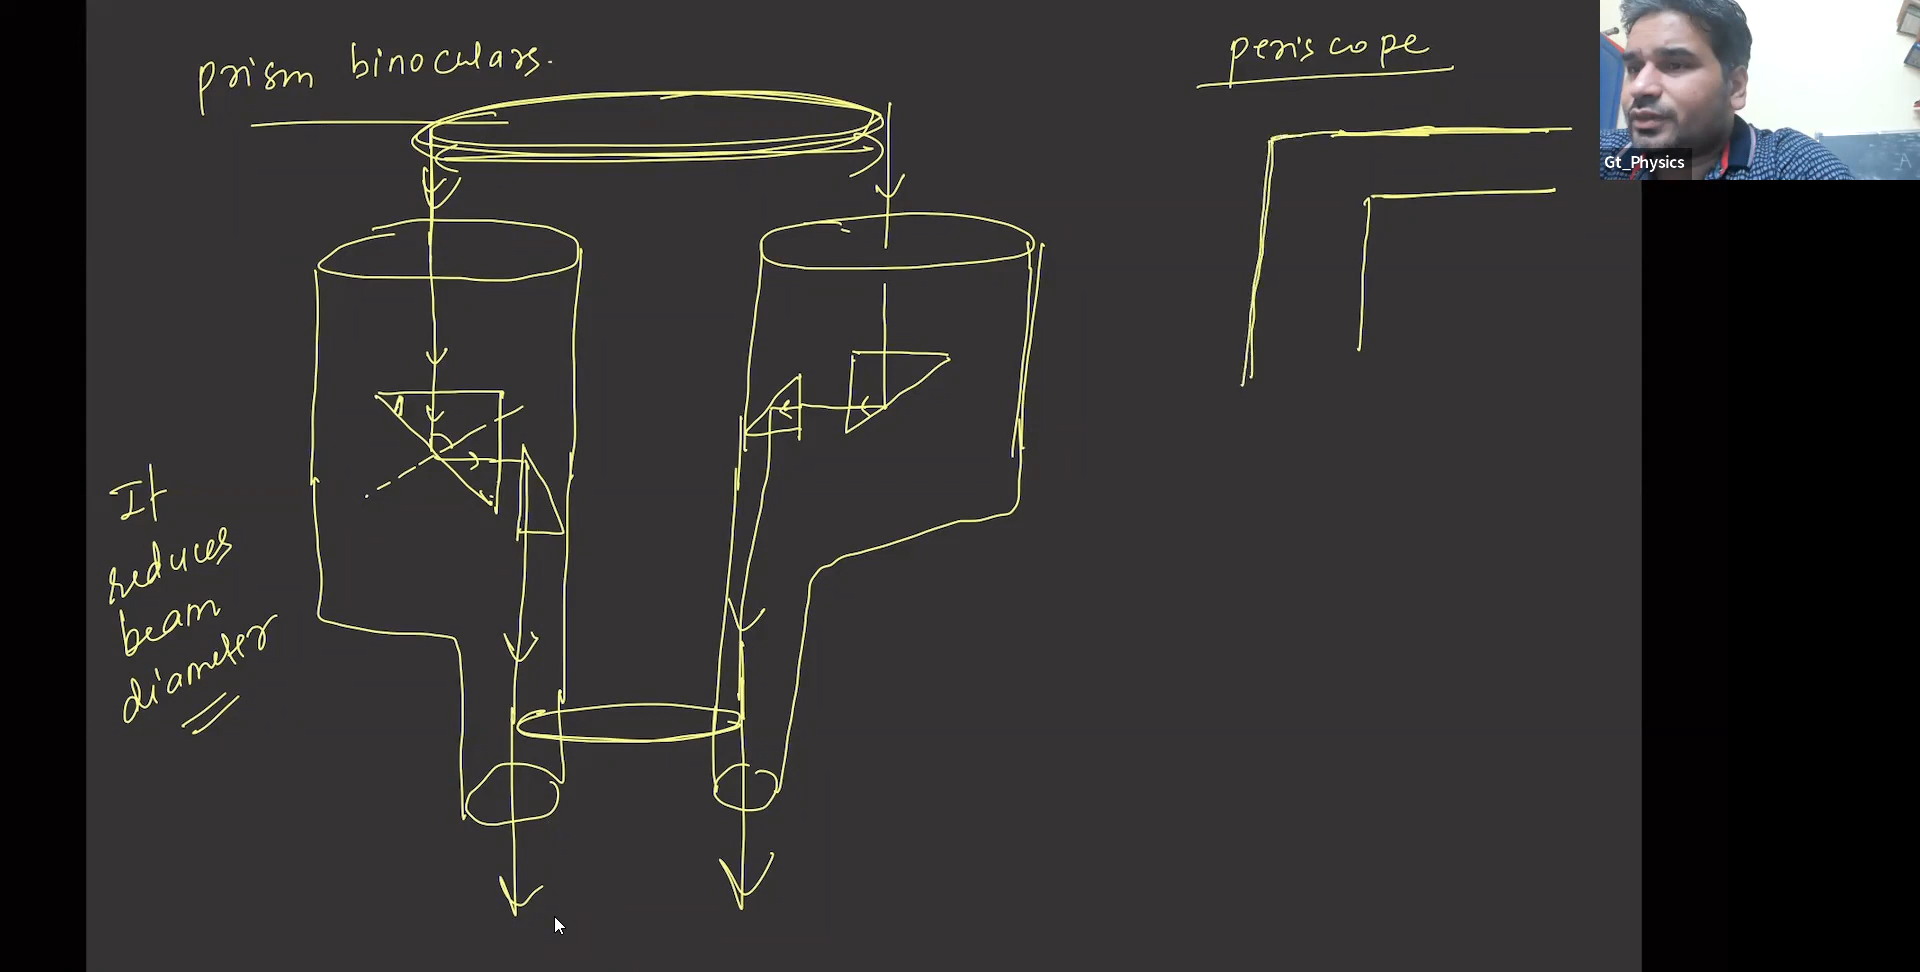 prism binoculars.
periscope
Gt_Physics
It
reduces
beam
diameter